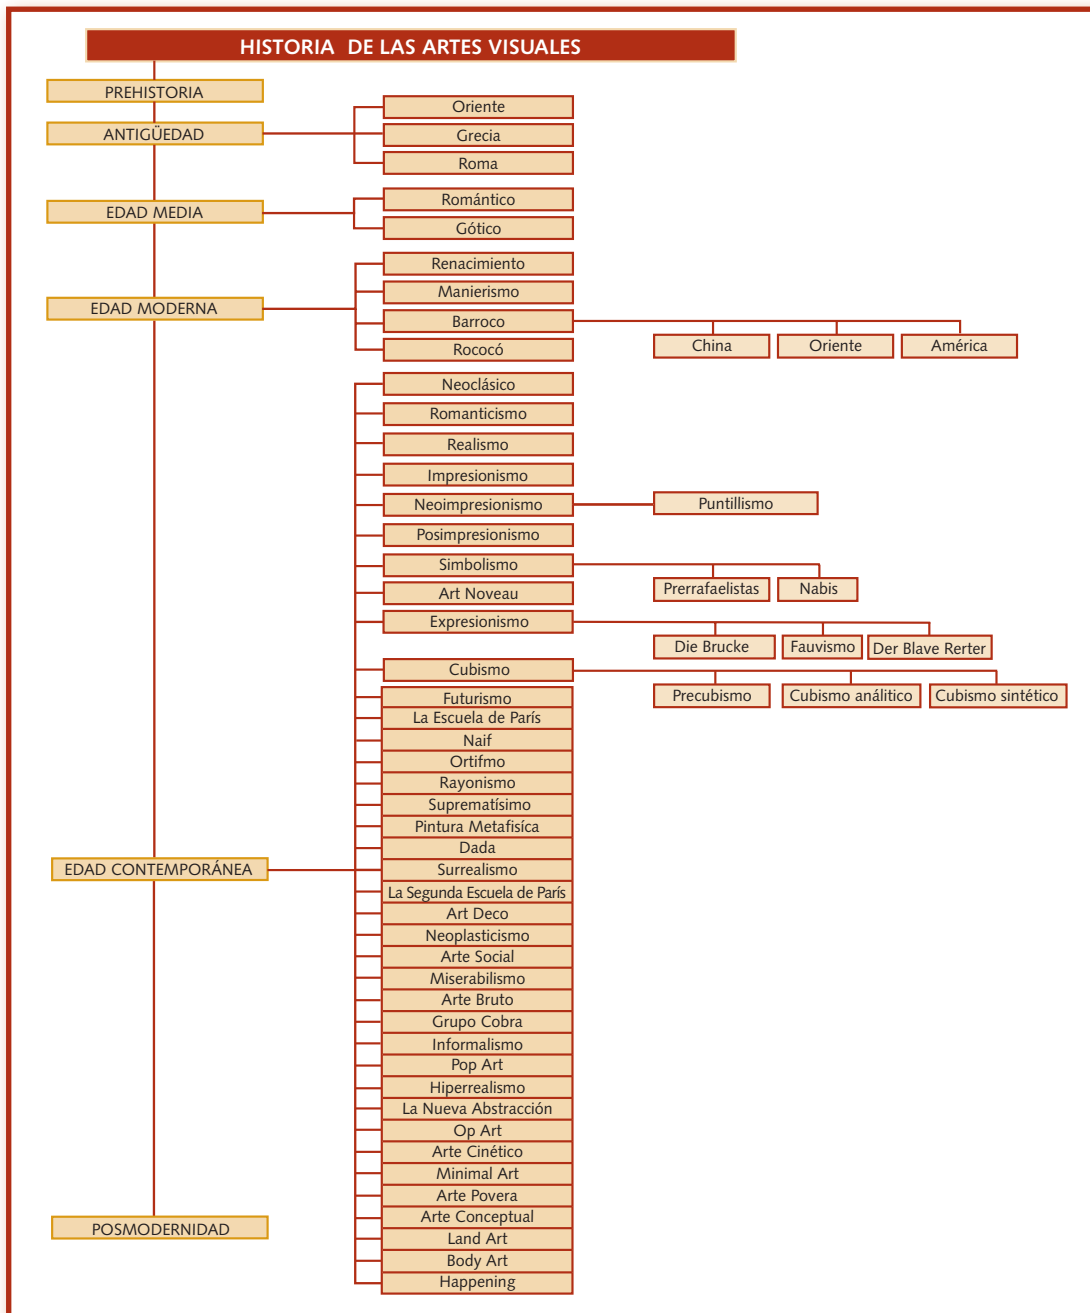 HISTORIA DE LAS ARTES VISUALES
PREHISTORIA
ANTIGÜEDAD
Oriente
Grecia
Roma
EDAD MEDIA
Romántico
Gótico
EDAD MODERNA
Renacimiento
Manierismo
Barroco
China
Oriente
América
Rococó
EDAD CONTEMPORÁNEA
Neoclásico
Romanticismo
Realismo
Impresionismo
Neoimpresionismo
Puntillismo
Posimpresionismo
Simbolismo
Prerrafaelistas
Nabis
Art Noveau
Expresionismo
Die Brucke
Fauvismo
Der Blave Rerter
Cubismo
Precubismo
Cubismo análitico
Cubismo sintético
Futurismo
La Escuela de París
Naif
Ortifmo
Rayonismo
Suprematísimo
Pintura Metafisíca
Dada
Surrealismo
La Segunda Escuela de París
Art Deco
Neoplasticismo
Arte Social
Miserabilismo
Arte Bruto
Grupo Cobra
Informalismo
Pop Art
Hiperrealismo
La Nueva Abstracción
Op Art
Arte Cinético
Minimal Art
Arte Povera
Arte Conceptual
Land Art
Body Art
Happening
POSMODERNIDAD